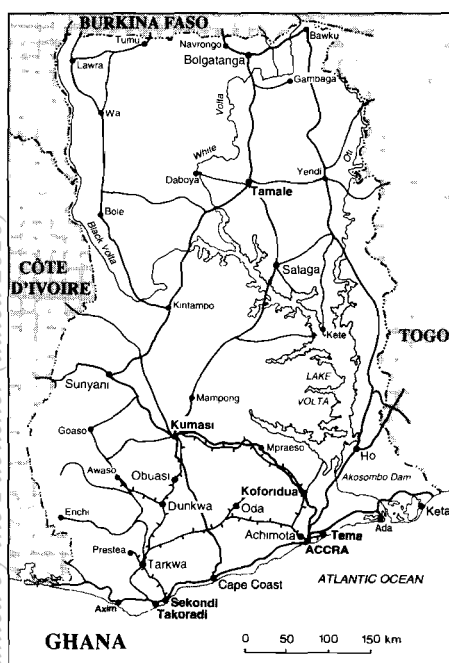 BURKINA FASO
Tumu
Navrongo
Bawku
Lawra
Bolgatanga
Gambaga
Wa
Volta
White
Oti
Daboya
Yendi
Tamale
Bole
Black Volta
CÔTE
D'IVOIRE
Salaga
Kintampo
Kete
TOGO
LAKE
VOLTA
Sunyani
Mampong
Goaso
Kumasi
Mpraeso
Ho
Awaso
Obuasi
Koforidua
Akosombo Dam
Enchi
Dunkwa
Oda
Keta
Ada
Prestea
Achimota
Tema
ACCRA
Tarkwa
Cape Coast
ATLANTIC OCEAN
Axim
Sekondi
Takoradi
GHANA
0 50 100 150 km